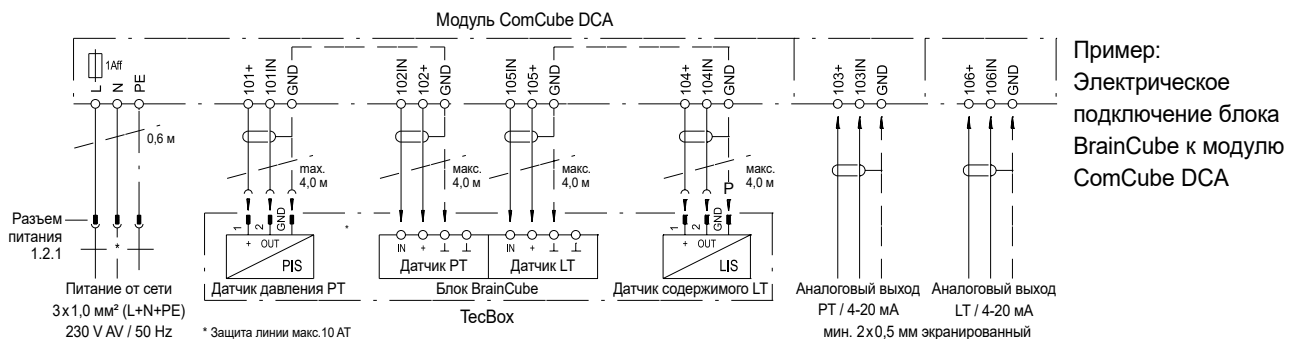 Модуль ComCube DCA
1Aff
L
N
PE
101+
101IN
GND
102IN
102+
GND
105IN
105+
GND
104+
104IN
GND
103+
103IN
GND
106+
106IN
GND
0,6 м
max.
4,0 м
макс.
4,0 м
макс.
4,0 м
макс.
4,0 м
P
Разъем
питания
1.2.1
*
1
2
GND
+
OUT
PIS
*
IN
+
⊥
⊥
Датчик PT
IN
+
⊥
⊥
Датчик LT
1
2
GND
+
OUT
LIS
Питание от сети
3x1,0 мм² (L+N+PE)
230 V AV / 50 Hz
Датчик давления PT
Блок BrainCube
Датчик содержимого LT
TecBox
* Защита линии макс.10 AT
Аналоговый выход
PT / 4-20 мА
Аналоговый выход
LT / 4-20 мА
мин. 2x0,5 мм экранированный
Пример:
Электрическое
подключение блока
BrainCube к модулю
ComCube DCA